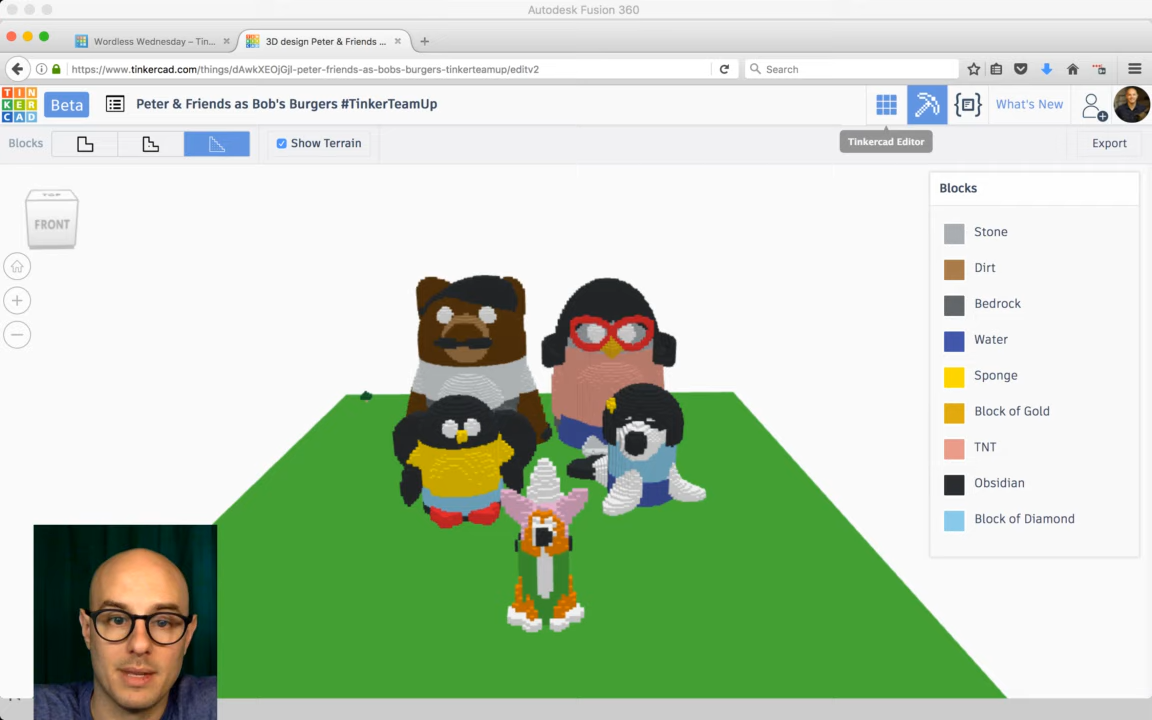 Autodesk Fusion 360
Wordless Wednesday – Tin...
3D design Peter & Friends ...
https://www.tinkercad.com/things/dAwkXEOjGjl-peter-friends-as-bobs-burgers-tinkerteamup/editv2
Search
TIN
KER
CAD
Beta
Peter & Friends as Bob's Burgers #TinkerTeamUp
What's New
Blocks
Show Terrain
Tinkercad Editor
Export
TOP
FRONT
Blocks
Stone
Dirt
Bedrock
Water
Sponge
Block of Gold
TNT
Obsidian
Block of Diamond